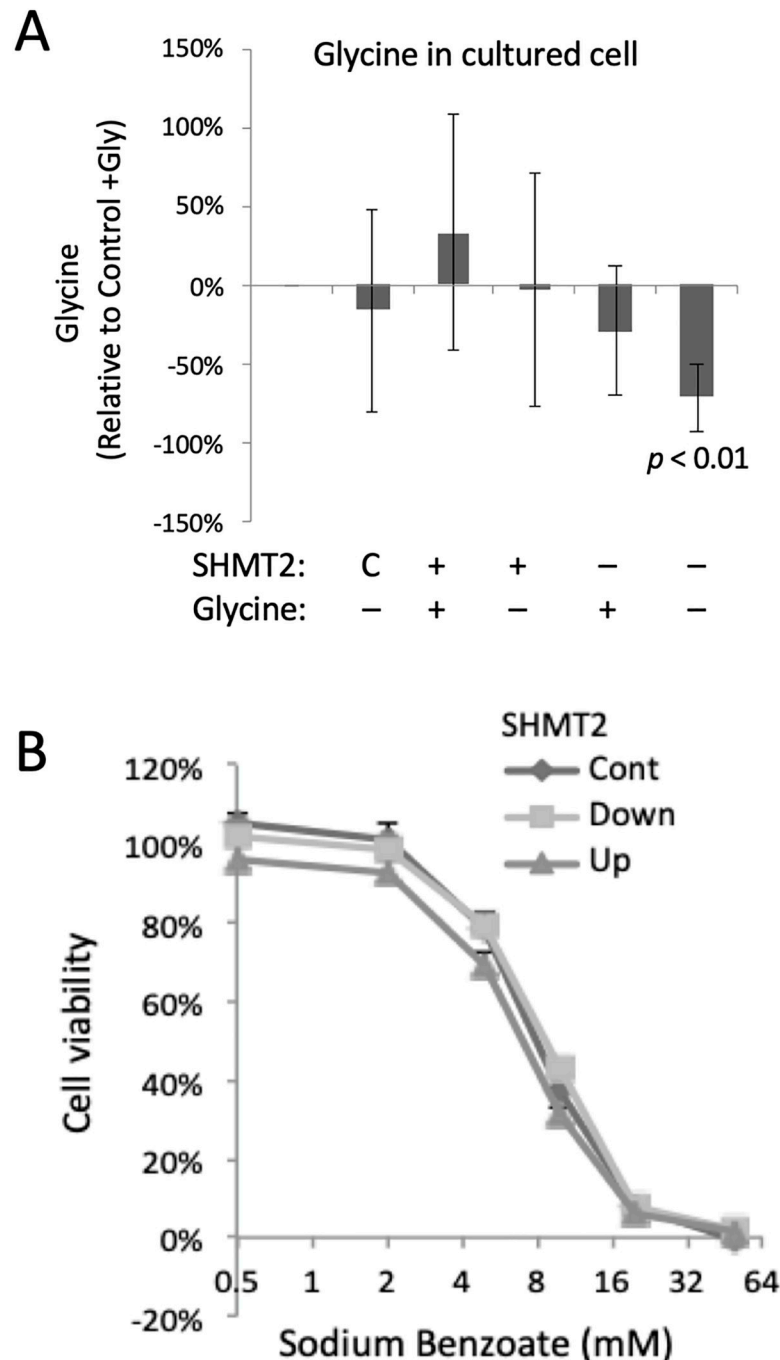 A
Glycine in cultured cell
Glycine
(Relative to Control +Gly)
150%
100%
50%
0%
-50%
-100%
-150%
p < 0.01
SHMT2: C + + – –
Glycine: – + – + –
B
SHMT2
Cont
Down
Up
Cell viability
120%
100%
80%
60%
40%
20%
0%
-20%
0.5 1 2 4 8 16 32 64
Sodium Benzoate (mM)